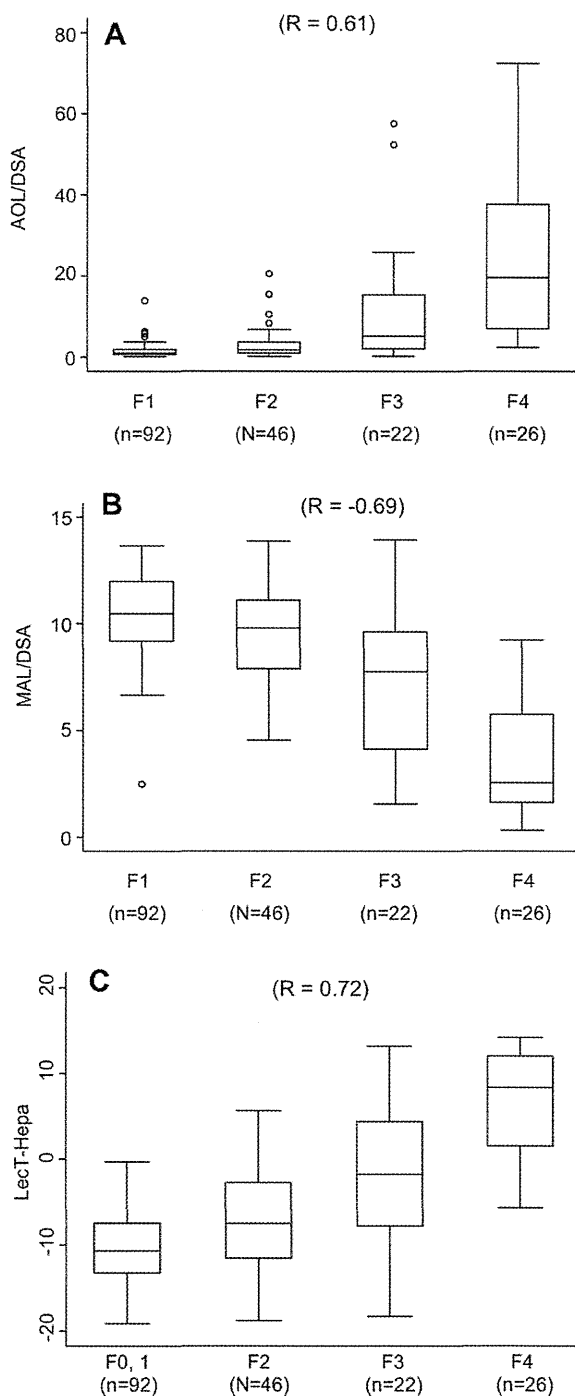 A
(R = 0.61)
80
60
40
20
0
AOL/DSA
F1 F2 F3 F4
(n=92) (N=46) (n=22) (n=26)
B
(R = -0.69)
15
10
5
0
MAL/DSA
F1 F2 F3 F4
(n=92) (N=46) (n=22) (n=26)
C
(R = 0.72)
20
10
0
-10
-20
LecT-Hepa
F0, 1 F2 F3 F4
(n=92) (N=46) (n=22) (n=26)